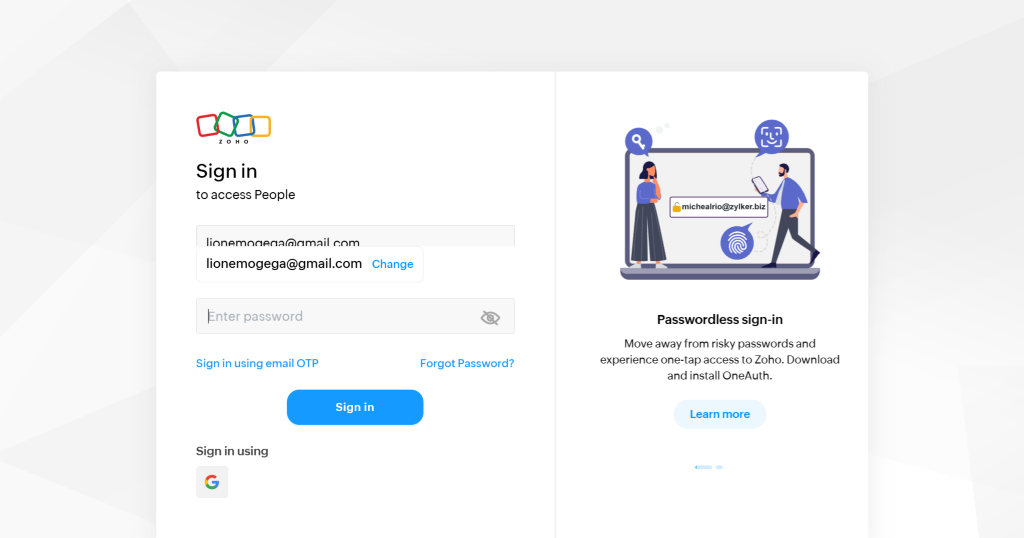 ZOHO
Sign in
to access People
lionemogega@gmail.com
lionemogega@gmail.com Change
Enter password
Sign in using email OTP Forgot Password?
Sign in
Sign in using
michealrio@zylker.biz
Passwordless sign-in
Move away from risky passwords and
experience one-tap access to Zoho. Download
and install OneAuth.
Learn more